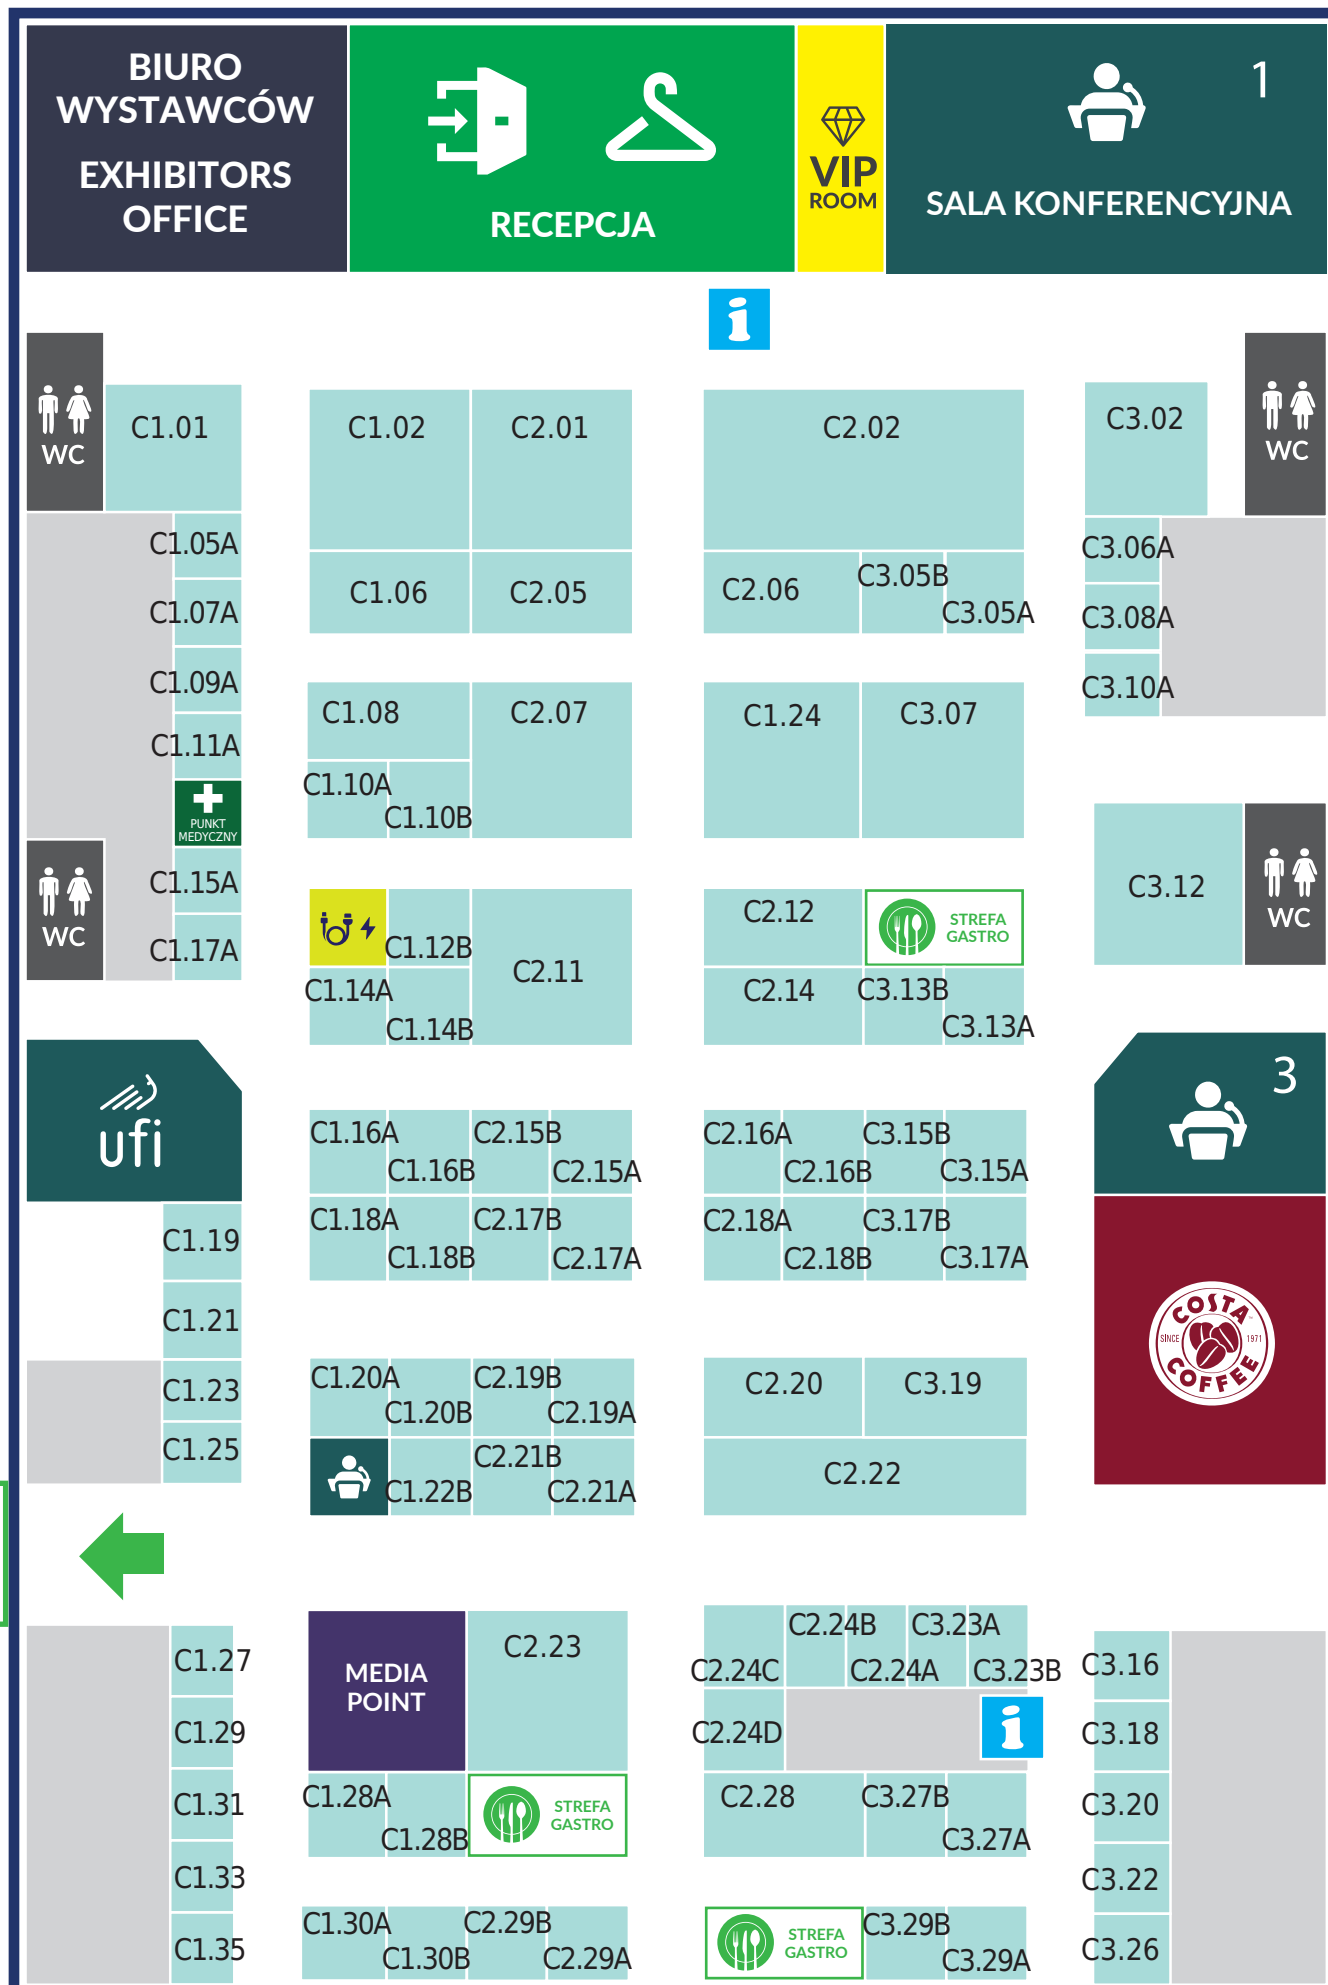 BIURO
WYSTAWCÓW
EXHIBITORS
OFFICE
RECEPCJA
VIP
ROOM
1
SALA KONFERENCYJNA
i
WC
C1.01
C1.02
C2.01
C2.02
C3.02
WC
C1.05A
C1.07A
C1.09A
C1.11A
PUNKT
MEDYCZNY
C1.15A
C1.17A
WC
C1.06
C2.05
C2.06
C3.05B
C3.05A
C3.06A
C3.08A
C3.10A
C1.08
C2.07
C1.10A
C1.10B
C1.24
C3.07
C3.12
WC
C1.12B
C1.14A
C1.14B
C2.11
C2.12
STREFA
GASTRO
C2.14
C3.13B
C3.13A
ufi
3
C1.16A
C1.16B
C2.15B
C2.15A
C2.16A
C2.16B
C3.15B
C3.15A
C1.18A
C1.18B
C2.17B
C2.17A
C2.18A
C2.18B
C3.17B
C3.17A
C1.19
C1.21
C1.23
C1.25
COSTA
SINCE 1971
COFFEE
C1.20A
C1.20B
C2.19B
C2.19A
C1.22B
C2.21B
C2.21A
C2.20
C3.19
C2.22
C1.27
C1.29
C1.31
C1.33
C1.35
MEDIA
POINT
C2.23
C1.28A
C1.28B
STREFA
GASTRO
C2.24C
C2.24B
C2.24A
C3.23A
C3.23B
C2.24D
i
C2.28
C3.27B
C3.27A
C3.16
C3.18
C3.20
C3.22
C3.26
C1.30A
C1.30B
C2.29B
C2.29A
STREFA
GASTRO
C3.29B
C3.29A